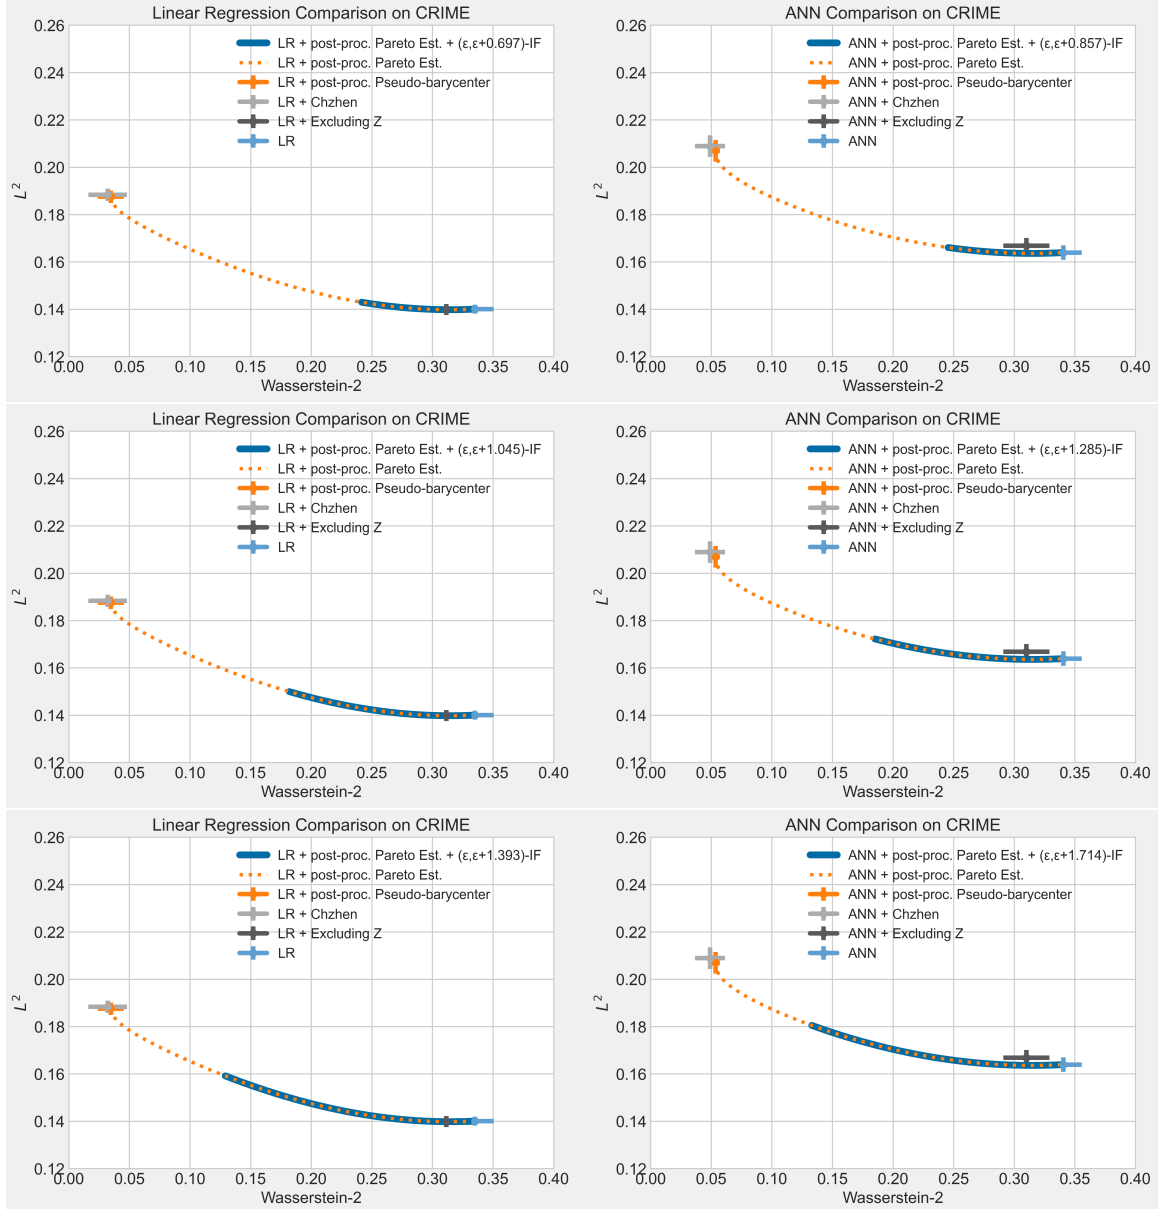 Linear Regression Comparison on CRIME
0.26
0.24
0.22
0.20
0.18
0.16
0.14
0.12
L²
LR + post-proc. Pareto Est. + (ε,ε+0.697)-IF
LR + post-proc. Pareto Est.
LR + post-proc. Pseudo-barycenter
LR + Chzhen
LR + Excluding Z
LR
0.00 0.05 0.10 0.15 0.20 0.25 0.30 0.35 0.40
Wasserstein-2
ANN Comparison on CRIME
0.26
0.24
0.22
0.20
0.18
0.16
0.14
0.12
L²
ANN + post-proc. Pareto Est. + (ε,ε+0.857)-IF
ANN + post-proc. Pareto Est.
ANN + post-proc. Pseudo-barycenter
ANN + Chzhen
ANN + Excluding Z
ANN
0.00 0.05 0.10 0.15 0.20 0.25 0.30 0.35 0.40
Wasserstein-2
Linear Regression Comparison on CRIME
0.26
0.24
0.22
0.20
0.18
0.16
0.14
0.12
L²
LR + post-proc. Pareto Est. + (ε,ε+1.045)-IF
LR + post-proc. Pareto Est.
LR + post-proc. Pseudo-barycenter
LR + Chzhen
LR + Excluding Z
LR
0.00 0.05 0.10 0.15 0.20 0.25 0.30 0.35 0.40
Wasserstein-2
ANN Comparison on CRIME
0.26
0.24
0.22
0.20
0.18
0.16
0.14
0.12
L²
ANN + post-proc. Pareto Est. + (ε,ε+1.285)-IF
ANN + post-proc. Pareto Est.
ANN + post-proc. Pseudo-barycenter
ANN + Chzhen
ANN + Excluding Z
ANN
0.00 0.05 0.10 0.15 0.20 0.25 0.30 0.35 0.40
Wasserstein-2
Linear Regression Comparison on CRIME
0.26
0.24
0.22
0.20
0.18
0.16
0.14
0.12
L²
LR + post-proc. Pareto Est. + (ε,ε+1.393)-IF
LR + post-proc. Pareto Est.
LR + post-proc. Pseudo-barycenter
LR + Chzhen
LR + Excluding Z
LR
0.00 0.05 0.10 0.15 0.20 0.25 0.30 0.35 0.40
Wasserstein-2
ANN Comparison on CRIME
0.26
0.24
0.22
0.20
0.18
0.16
0.14
0.12
L²
ANN + post-proc. Pareto Est. + (ε,ε+1.714)-IF
ANN + post-proc. Pareto Est.
ANN + post-proc. Pseudo-barycenter
ANN + Chzhen
ANN + Excluding Z
ANN
0.00 0.05 0.10 0.15 0.20 0.25 0.30 0.35 0.40
Wasserstein-2